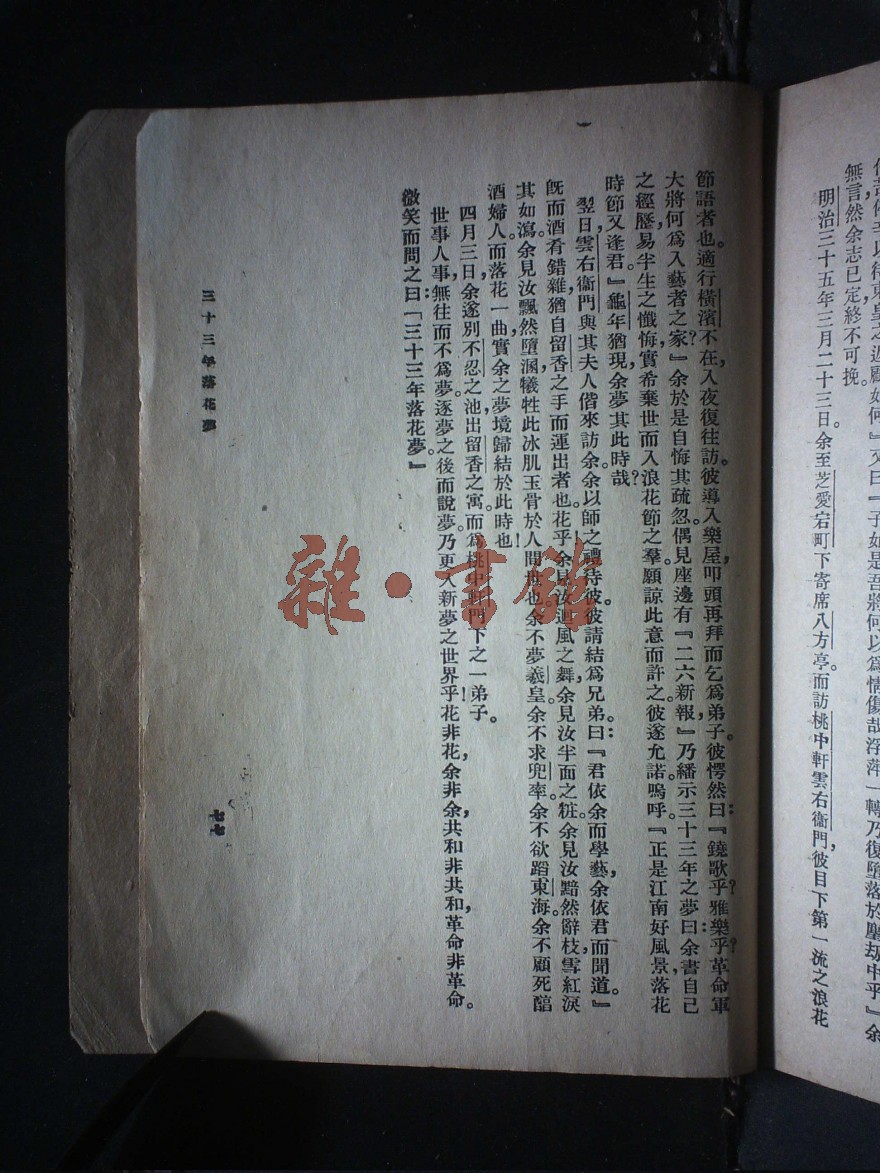 無言然余志已定終不可挽。
明治三十五年三月二十三日。余至芝愛宕町下寄席八方亭。而訪桃中軒雲右衞門，彼目下第一流之浪花
節語者也。適行橫濱不在，入夜復往訪。彼導入樂屋，叩頭再拜而乞爲弟子。彼愕然曰：『鐃歌乎？雅樂乎？革命軍
大將何爲入藝者之家？』余於是自悔其疏忽。偶見座邊有『二六新報』乃繙示三十三年之夢曰：余書自己
之經歷易半生之懺悔，實希棄世而入浪花節之羣，願諒此意而許之。彼遂允諾。嗚呼。『正是江南好風景，落花
時節又逢君。』龜年猶現，余夢其此時哉？
翌日，雲右衞門與其夫人偕來訪余。余以師之禮待彼。彼請結爲兄弟。曰：『君依余而學藝，余依君而聞道。』
旣而酒肴錯雜，猶自留香之手而運出者也。花乎！余見汝迴風之舞，余見汝半面之粧。余見汝黯然辭枝，雪紅淚
其如瀉。余見汝飄然墮溷，犧牲此冰肌玉骨於人間世也。余不夢羲皇。余不求兜率。余不欲蹈東海。余不顧死醕
酒婦人。而落花一曲，實余之夢境歸結於此時也！
四月三日，余遂別不忍之池，出留香之寓。而爲桃中軒門下之一弟子。
世事人事，無往而不爲夢。逐夢之後而說夢。乃更入新夢之世界乎！花非花，余非余，共和非共和，革命非革命。
微笑而問之曰：「三十三年落花夢。』
三十三年落花夢
七七
雜·書館